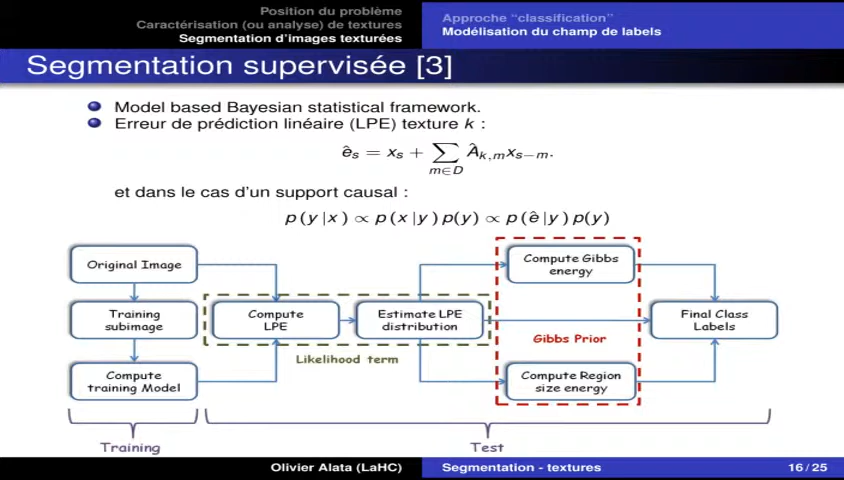 Position du problème
Caractérisation (ou analyse) de textures
Segmentation d'images texturées
Approche “classification”
Modélisation du champ de labels
Segmentation supervisée [3]
Model based Bayesian statistical framework.
Erreur de prédiction linéaire (LPE) texture k :
ê_s = x_s + ∑_{m∈D} Â_{k,m} x_{s−m}.
et dans le cas d'un support causal :
p (y |x ) ∝ p (x |y ) p(y) ∝ p (ê |y ) p(y)
Original Image
Training
subimage
Compute
training Model
Compute
LPE
Estimate LPE
distribution
Likelihood term
Compute Gibbs
energy
Gibbs Prior
Compute Region
size energy
Final Class
Labels
Training
Test
Olivier Alata (LaHC)
Segmentation - textures
16 / 25